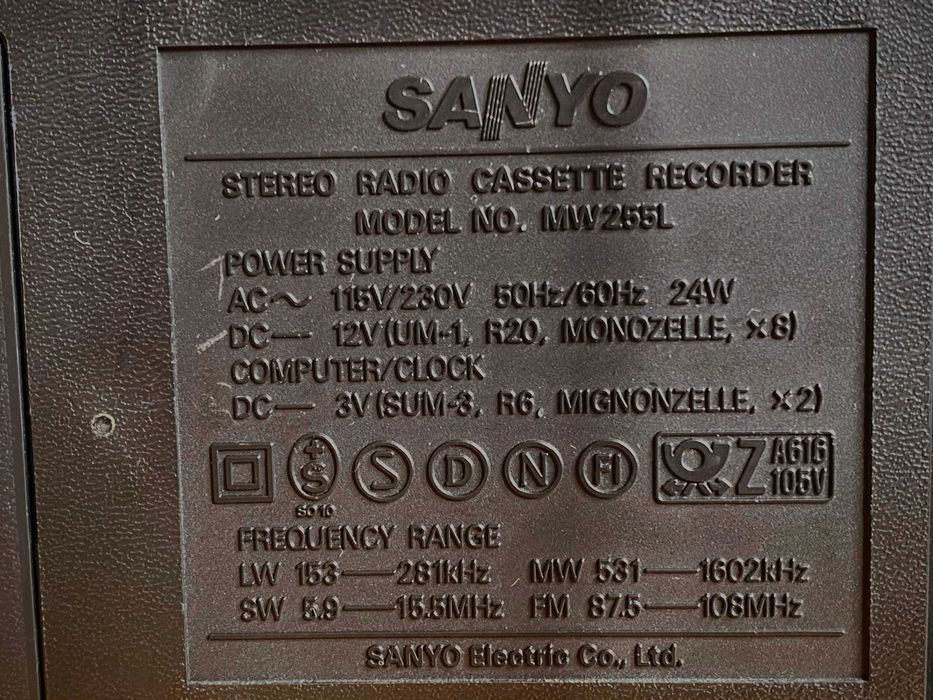 SANYO
STEREO RADIO CASSETTE RECORDER
MODEL NO. MW255L
POWER SUPPLY
AC～ 115V/230V 50Hz/60Hz 24W
DC— 12V (UM-1, R20, MONOZELLE, ×8)
COMPUTER/CLOCK
DC— 3V (SUM-3, R6, MIGNONZELLE, ×2)
+S S D N FI Z A616
105V
SO 10
FREQUENCY RANGE
LW 153—281kHz MW 531—1602kHz
SW 5.9—15.5MHz FM 87.5—108MHz
SANYO Electric Co., Ltd.